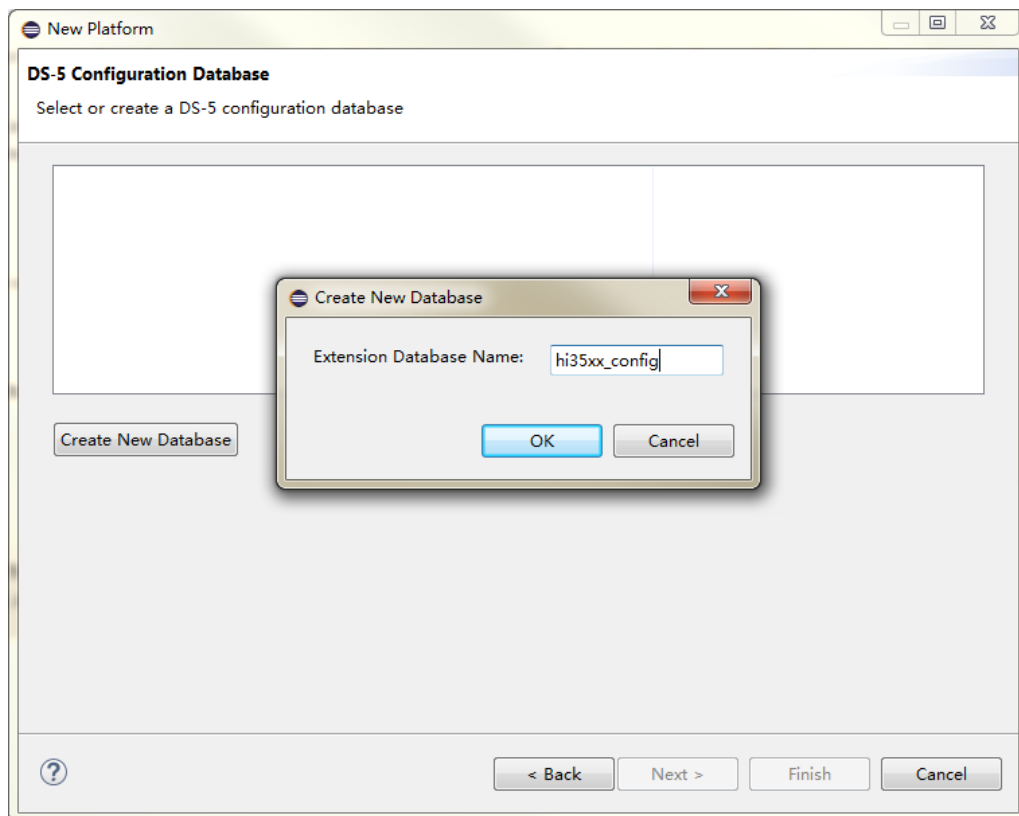 New Platform
DS-5 Configuration Database
Select or create a DS-5 configuration database
Create New Database
Extension Database Name: hi35xx_config
OK Cancel
Create New Database
? < Back Next > Finish Cancel